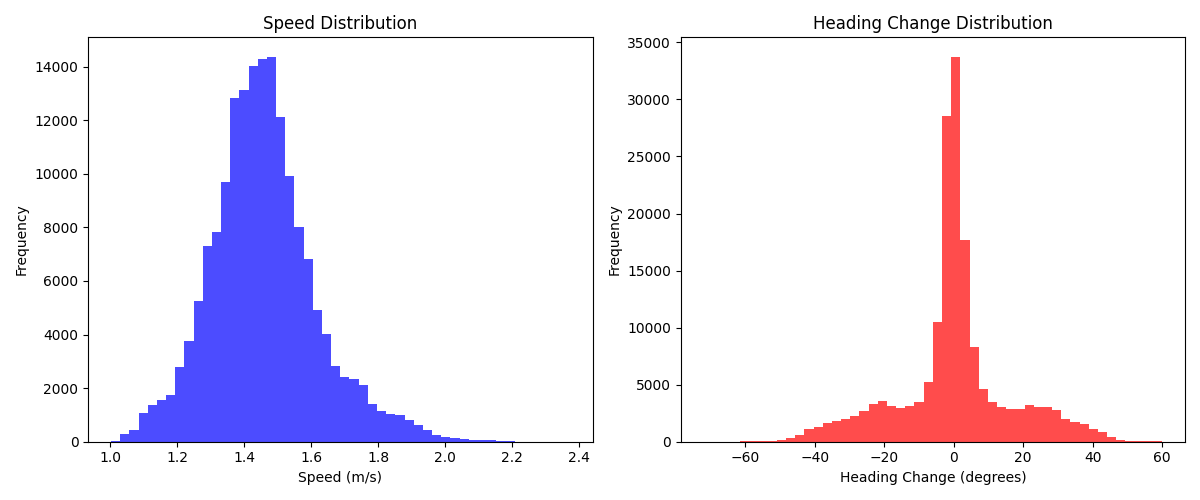 Speed Distribution
14000
12000
10000
8000
6000
4000
2000
0
Frequency
1.0 1.2 1.4 1.6 1.8 2.0 2.2 2.4
Speed (m/s)
Heading Change Distribution
35000
30000
25000
20000
15000
10000
5000
0
Frequency
−60 −40 −20 0 20 40 60
Heading Change (degrees)